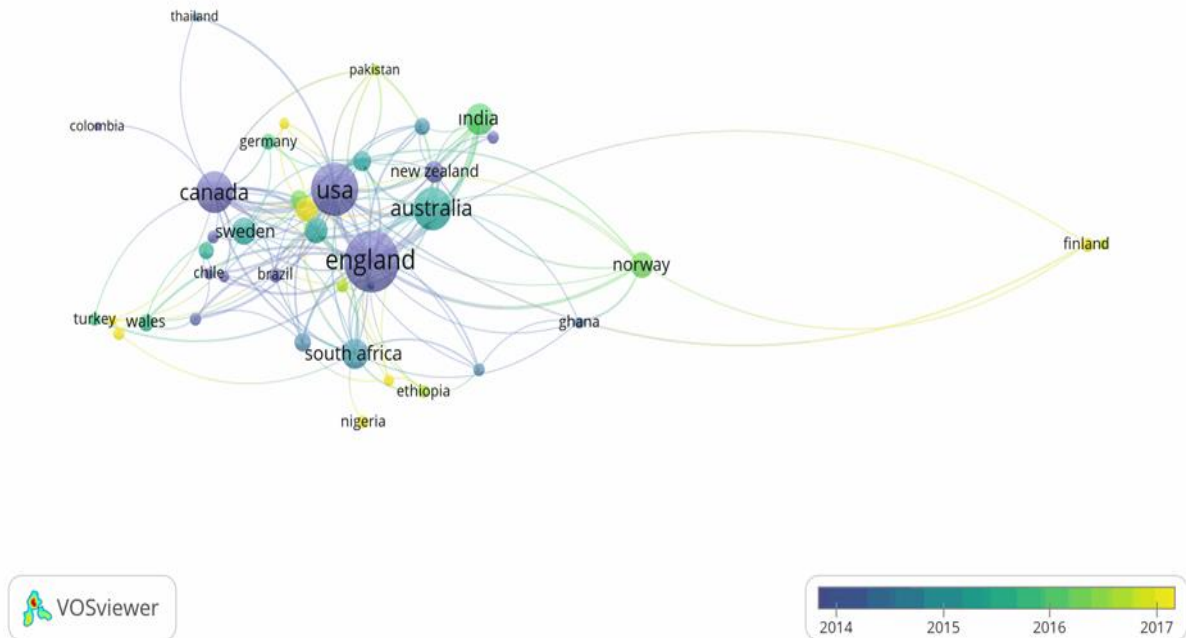 thailand
pakistan
india
colombia
germany
new zealand
canada
usa
australia
sweden
england
finland
norway
chile
brazil
turkey
wales
ghana
south africa
ethiopia
nigeria
VOSviewer
2014
2015
2016
2017